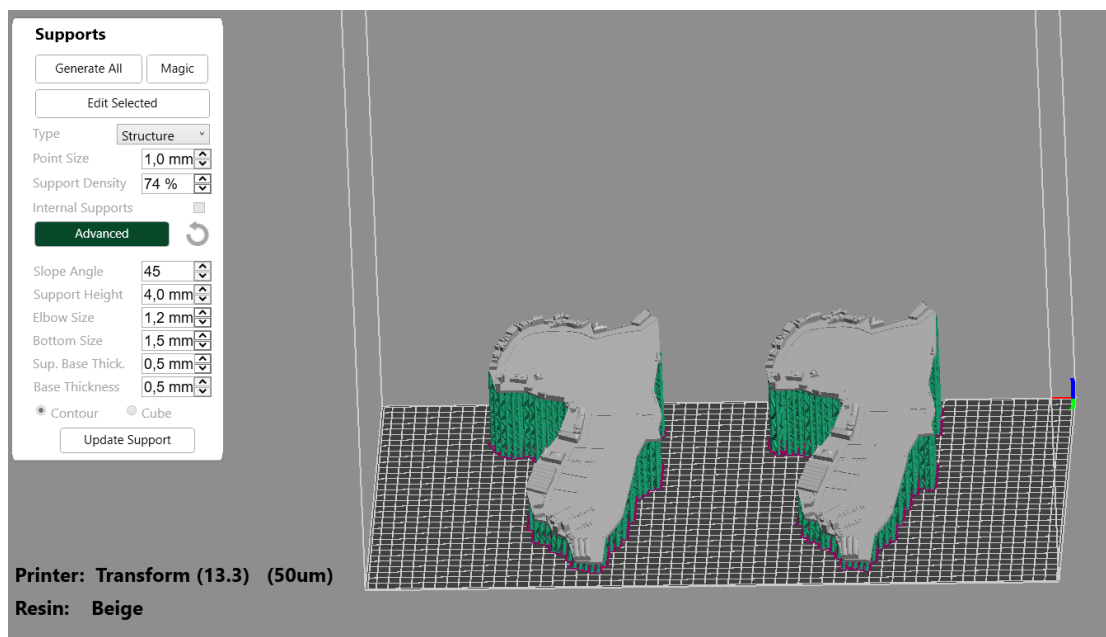 Supports
Generate All Magic
Edit Selected
Type Structure
Point Size 1,0 mm
Support Density 74 %
Internal Supports
Advanced
Slope Angle 45
Support Height 4,0 mm
Elbow Size 1,2 mm
Bottom Size 1,5 mm
Sup. Base Thick. 0,5 mm
Base Thickness 0,5 mm
Contour Cube
Update Support
Printer: Transform (13.3) (50um)
Resin: Beige